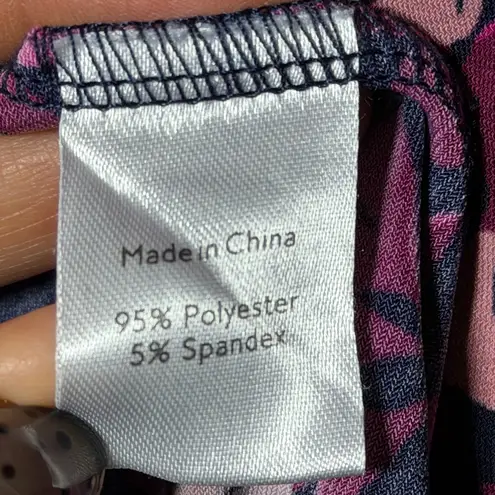 Made in China
95% Polyester
5% Spandex